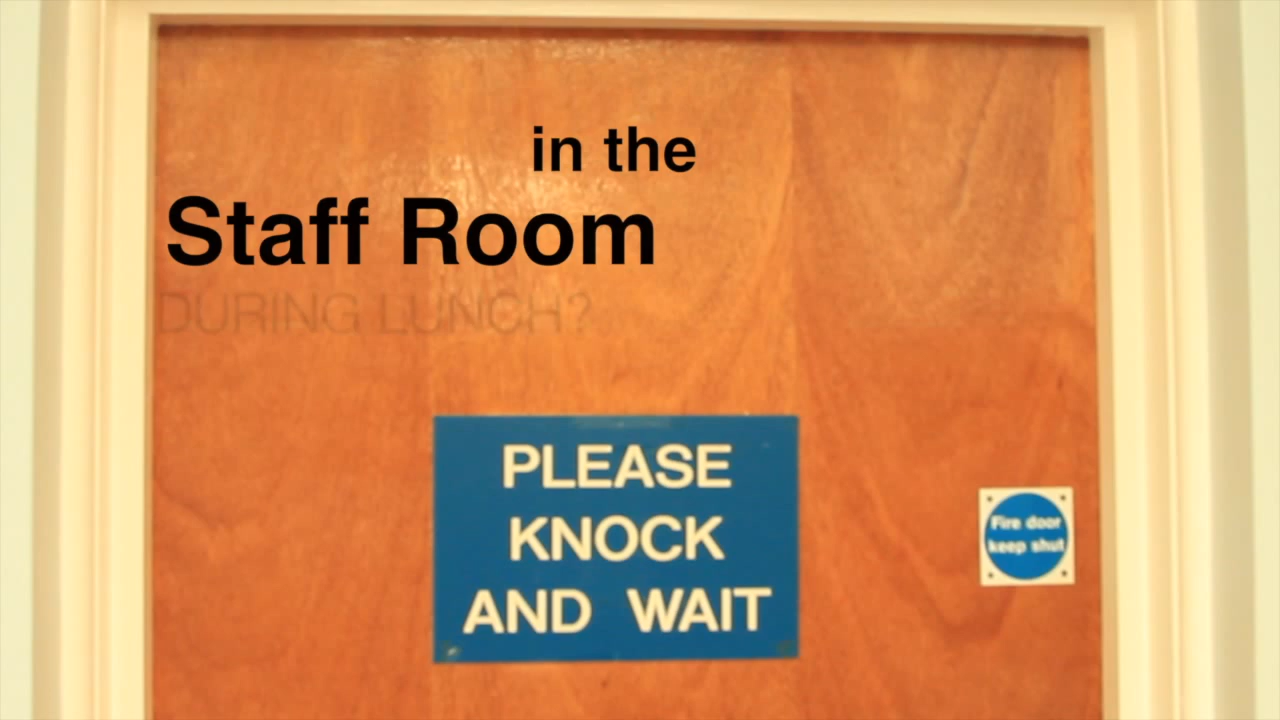 in the
Staff Room
DURING LUNCH?
PLEASE
KNOCK
AND WAIT
Fire door
keep shut